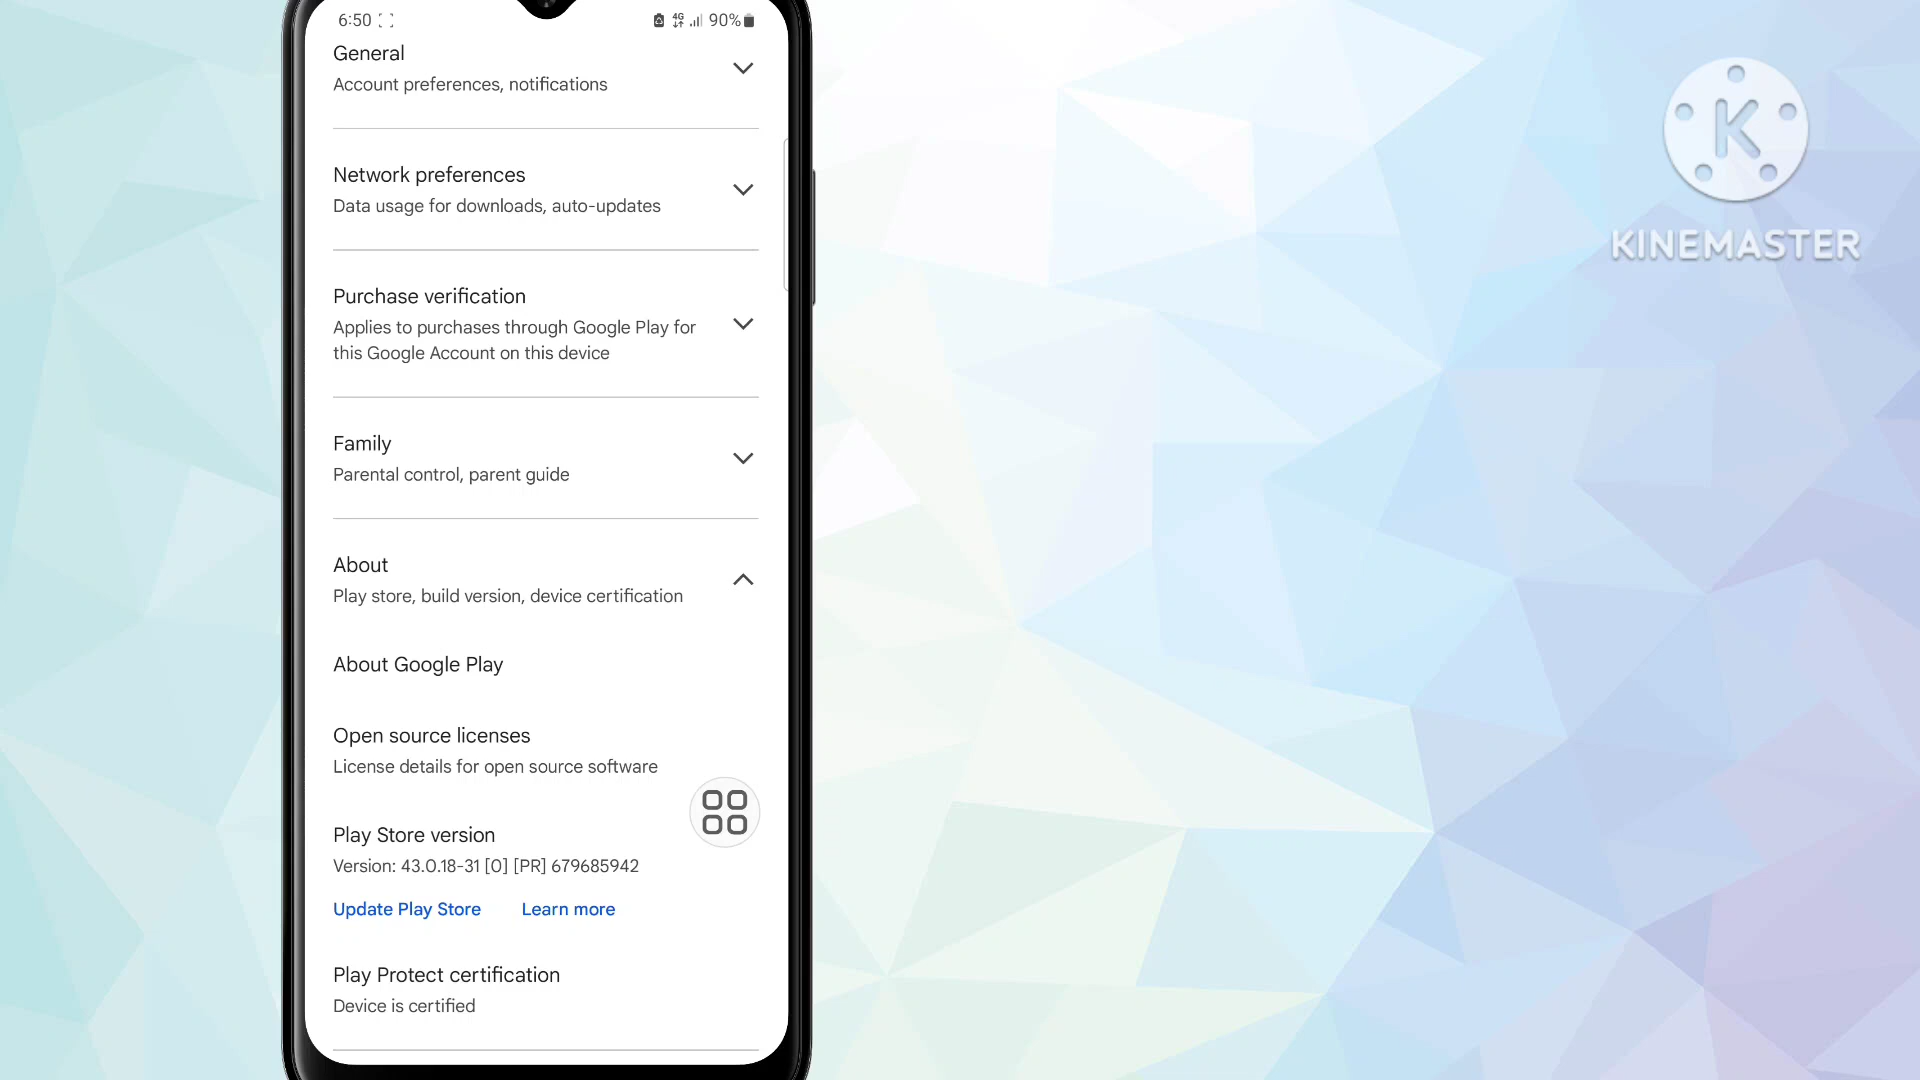 6:50 4G 90%
General
Account preferences, notifications
Network preferences
Data usage for downloads, auto-updates
Purchase verification
Applies to purchases through Google Play for
this Google Account on this device
Family
Parental control, parent guide
About
Play store, build version, device certification
About Google Play
Open source licenses
License details for open source software
Play Store version
Version: 43.0.18-31 [0] [PR] 679685942
Update Play Store Learn more
Play Protect certification
Device is certified
K
KINEMASTER